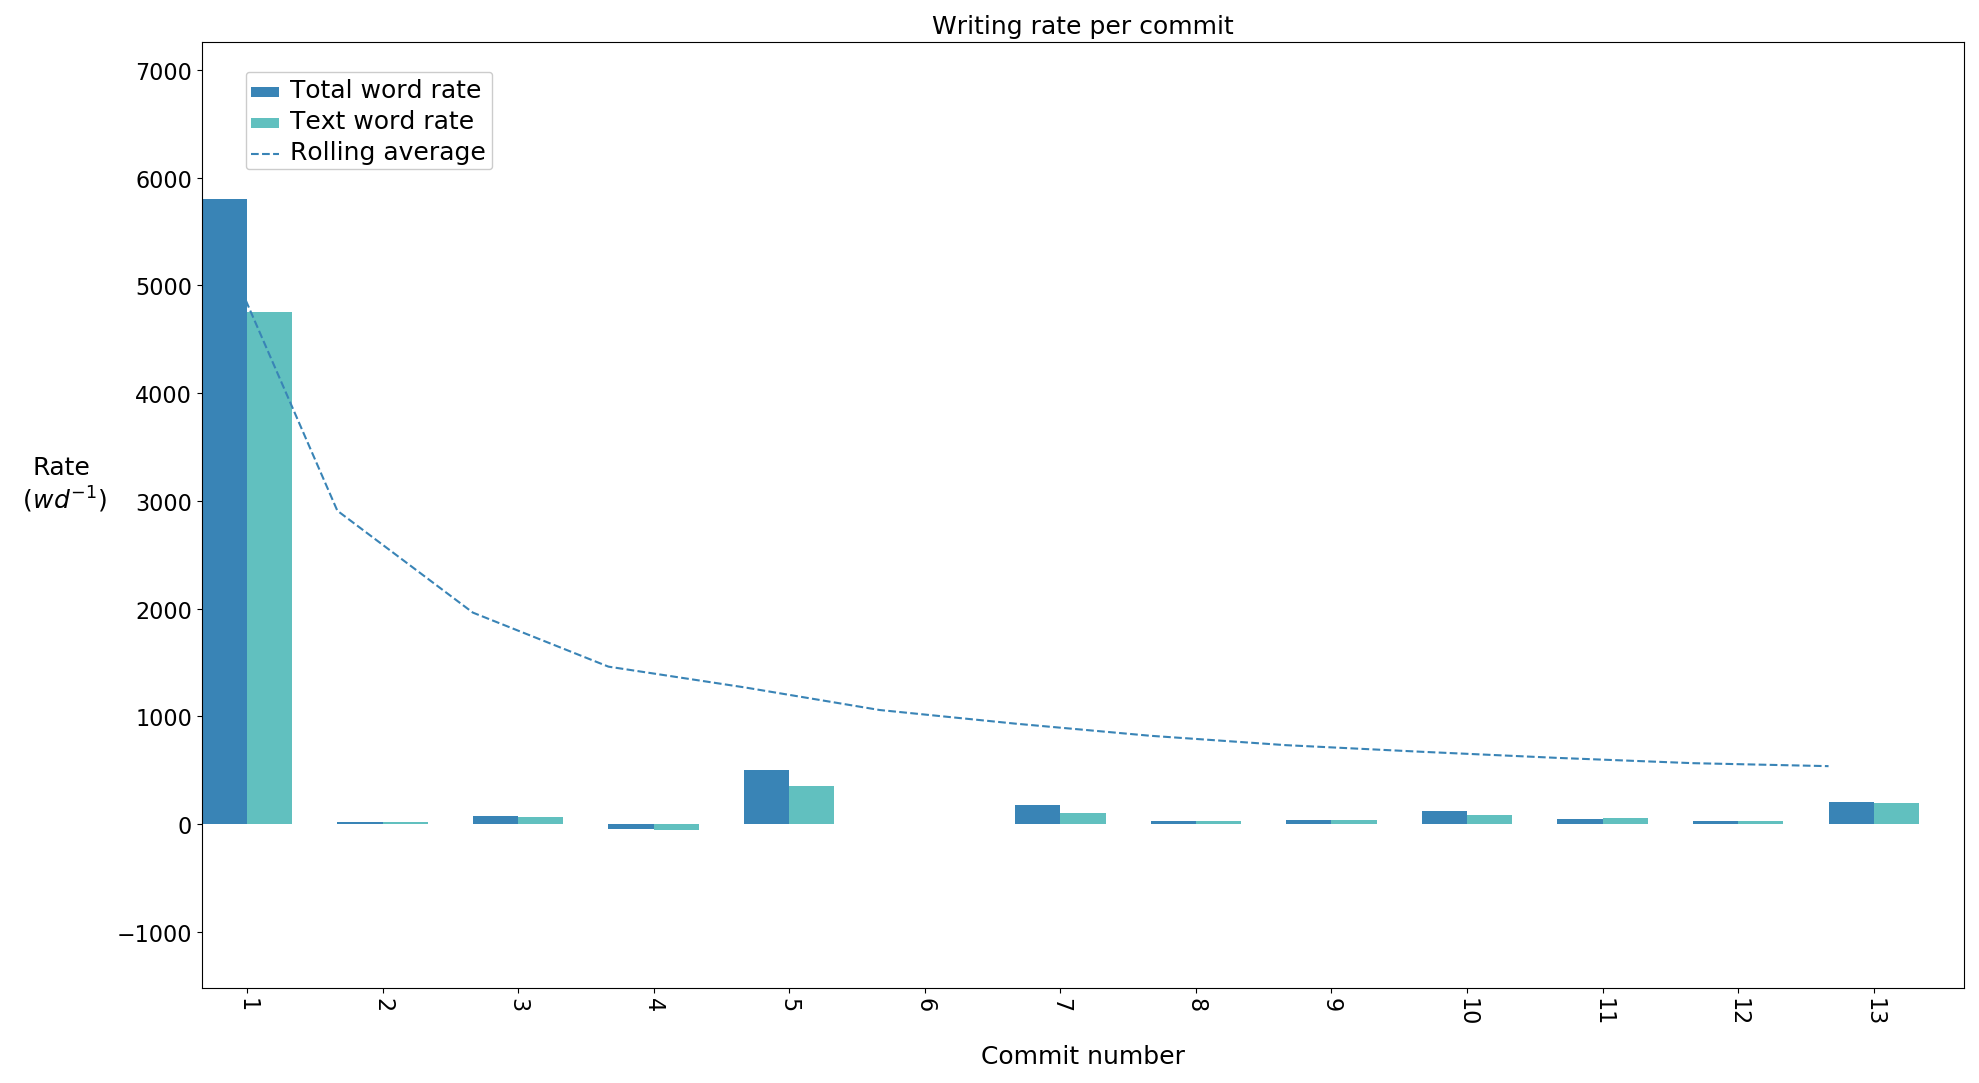 Writing rate per commit
Total word rate
Text word rate
Rolling average
7000
6000
5000
4000
3000
2000
1000
0
−1000
Rate
(wd⁻¹)
1 2 3 4 5 6 7 8 9 10 11 12 13
Commit number